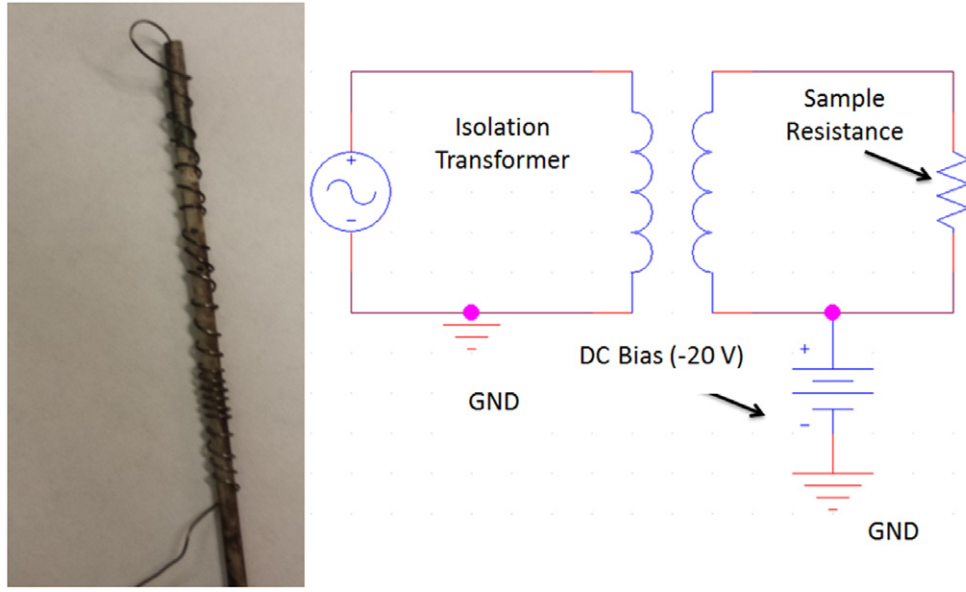 Isolation
Transformer
Sample
Resistance
+
−
DC Bias (-20 V)
+
−
GND
GND